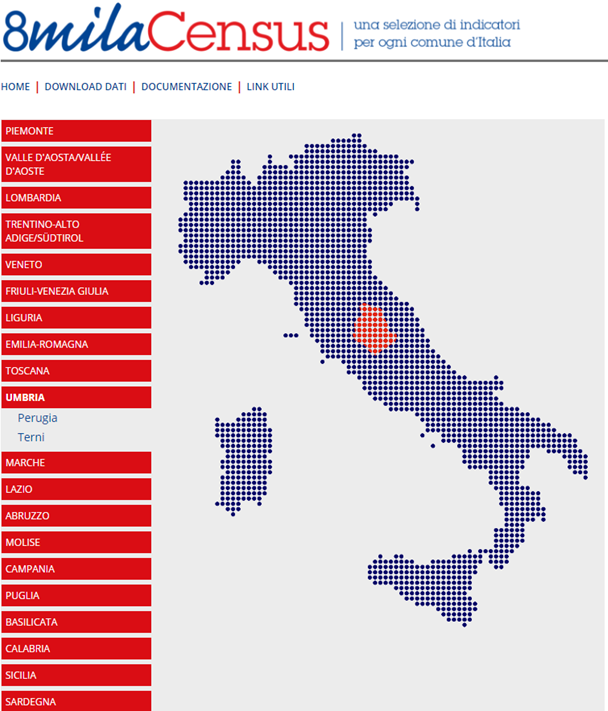 8milaCensus
una selezione di indicatori
per ogni comune d'Italia
HOME | DOWNLOAD DATI | DOCUMENTAZIONE | LINK UTILI
PIEMONTE
VALLE D'AOSTA/VALLÉE
D'AOSTE
LOMBARDIA
TRENTINO-ALTO
ADIGE/SÜDTIROL
VENETO
FRIULI-VENEZIA GIULIA
LIGURIA
EMILIA-ROMAGNA
TOSCANA
UMBRIA
Perugia
Terni
MARCHE
LAZIO
ABRUZZO
MOLISE
CAMPANIA
PUGLIA
BASILICATA
CALABRIA
SICILIA
SARDEGNA